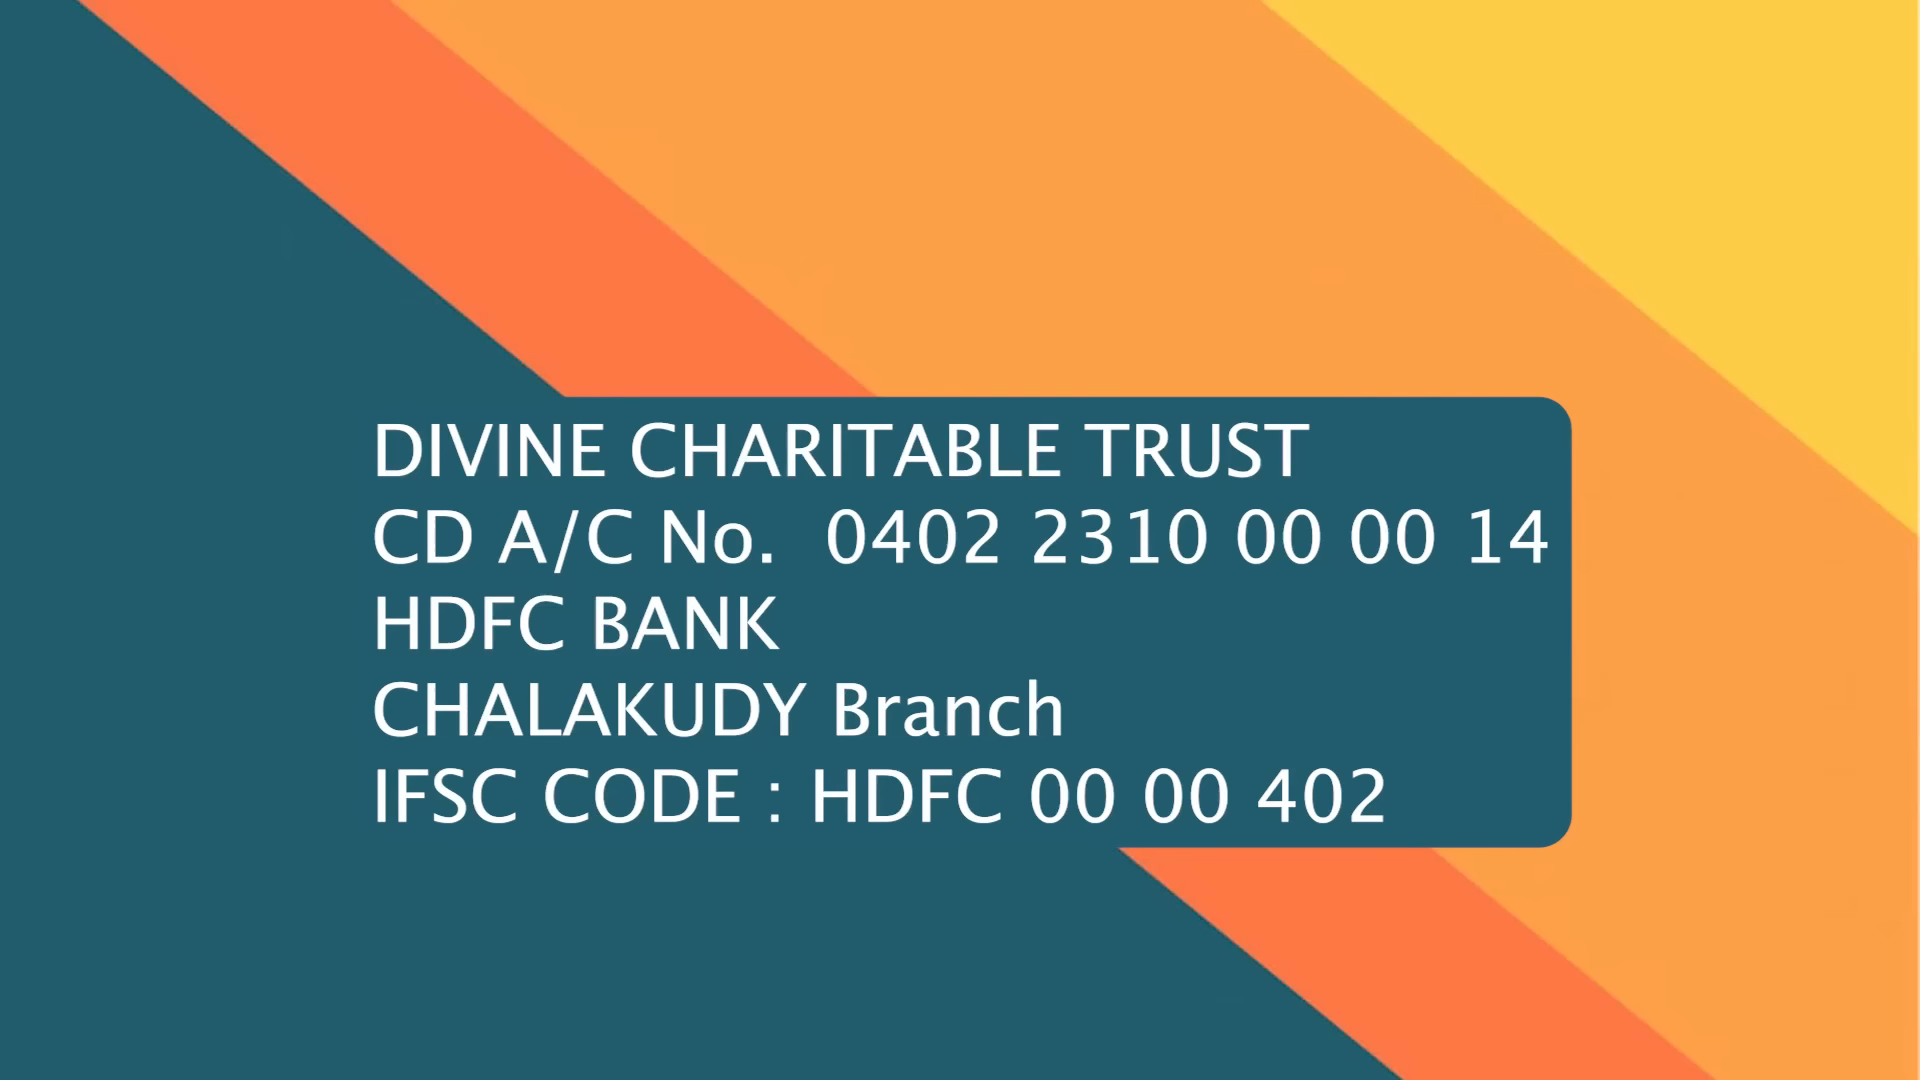 DIVINE CHARITABLE TRUST
CD A/C No.  0402 2310 00 00 14
HDFC BANK
CHALAKUDY Branch
IFSC CODE : HDFC 00 00 402